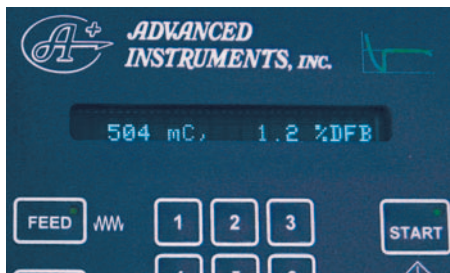 A+ ADVANCED
INSTRUMENTS, INC.
504 mC, 1.2 %DFB
FEED 1 2 3 START